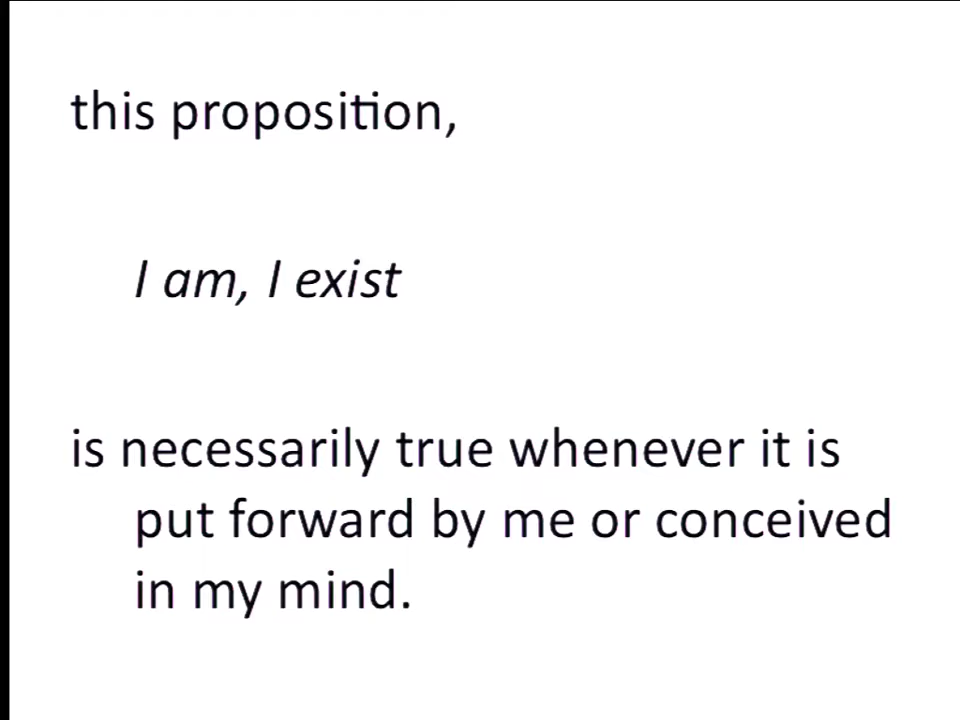 this proposition,
I am, I exist
is necessarily true whenever it is
put forward by me or conceived
in my mind.